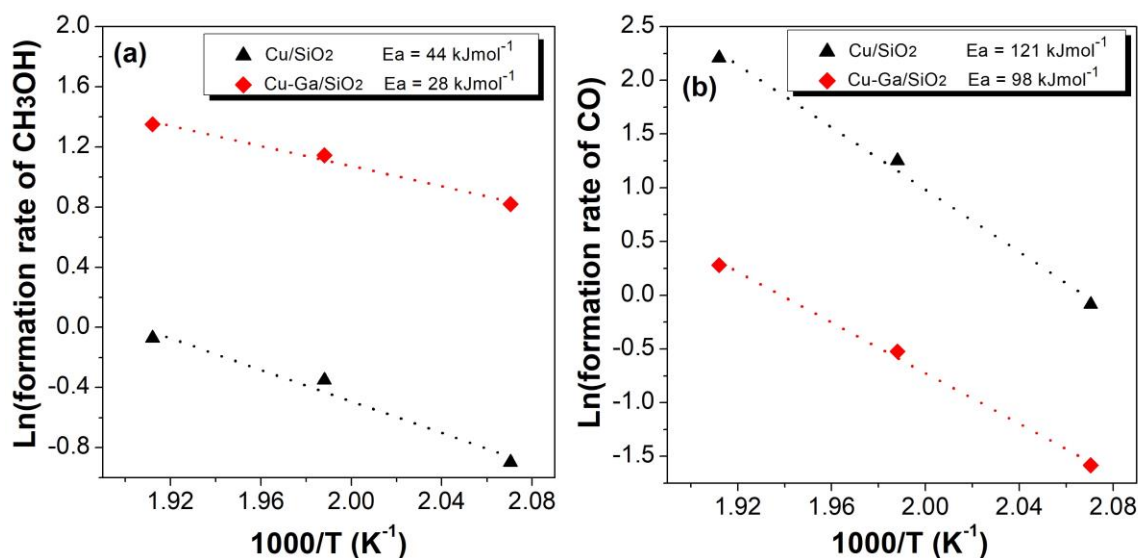 (a)
Cu/SiO2 Ea = 44 kJmol⁻¹
Cu-Ga/SiO2 Ea = 28 kJmol⁻¹
Ln(formation rate of CH3OH)
2.0
1.6
1.2
0.8
0.4
0.0
-0.4
-0.8
1.92 1.96 2.00 2.04 2.08
1000/T (K⁻¹)
(b)
Cu/SiO2 Ea = 121 kJmol⁻¹
Cu-Ga/SiO2 Ea = 98 kJmol⁻¹
Ln(formation rate of CO)
2.5
2.0
1.5
1.0
0.5
0.0
-0.5
-1.0
-1.5
1.92 1.96 2.00 2.04 2.08
1000/T (K⁻¹)